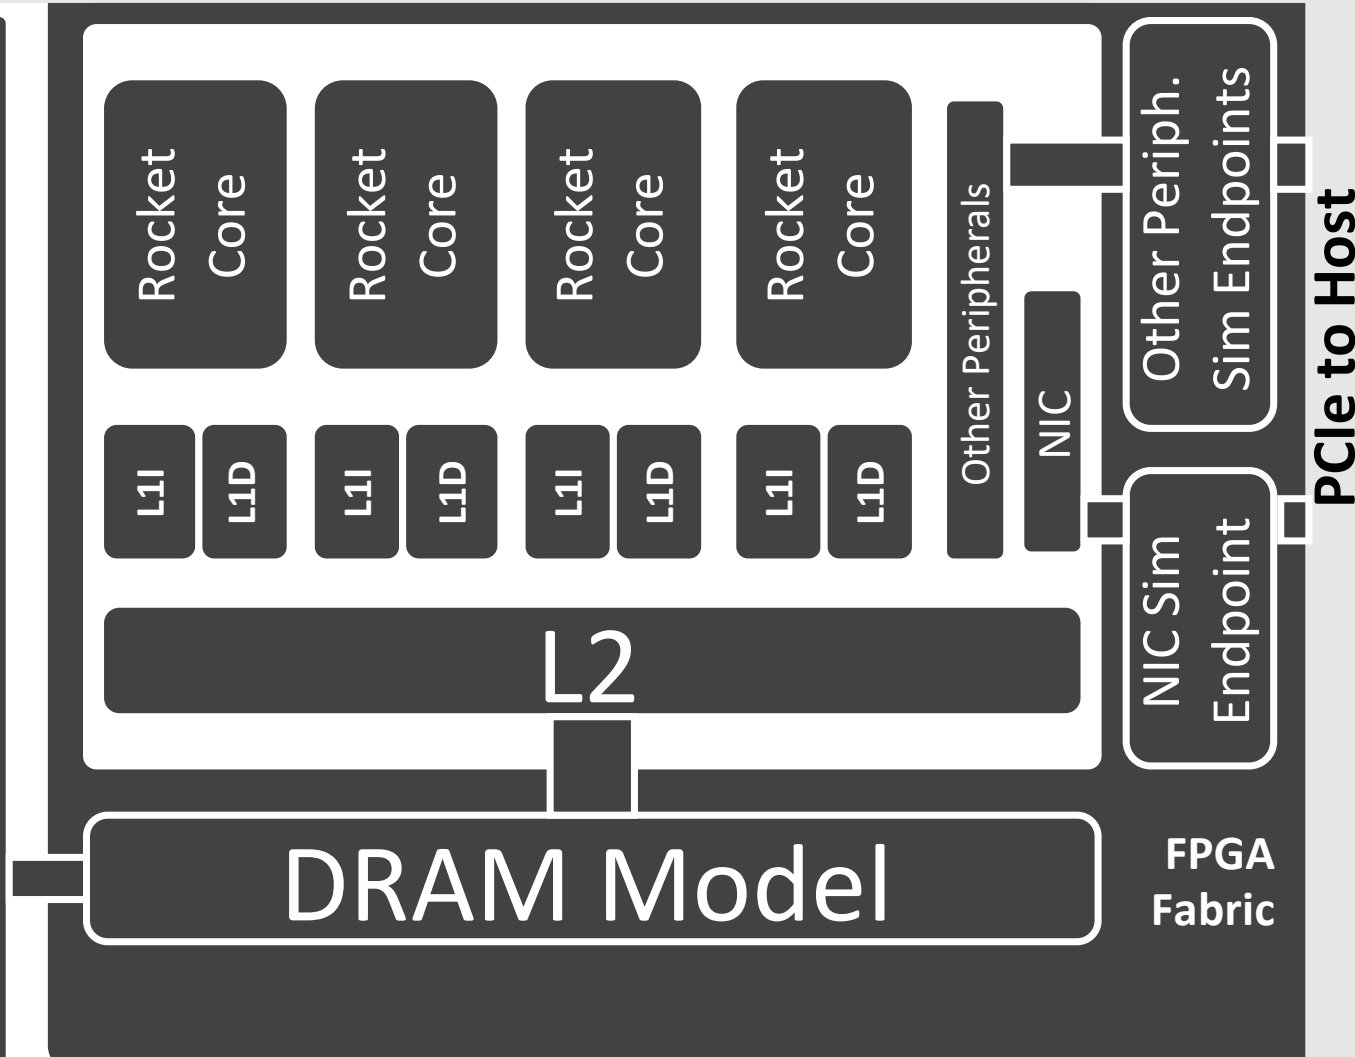 Rocket
Core
Rocket
Core
Rocket
Core
Rocket
Core
Other Peripherals
NIC
Other Periph.
Sim Endpoints
PCIe to Host
L1I
L1D
L1I
L1D
L1I
L1D
L1I
L1D
NIC Sim
Endpoint
L2
DRAM Model
FPGA
Fabric